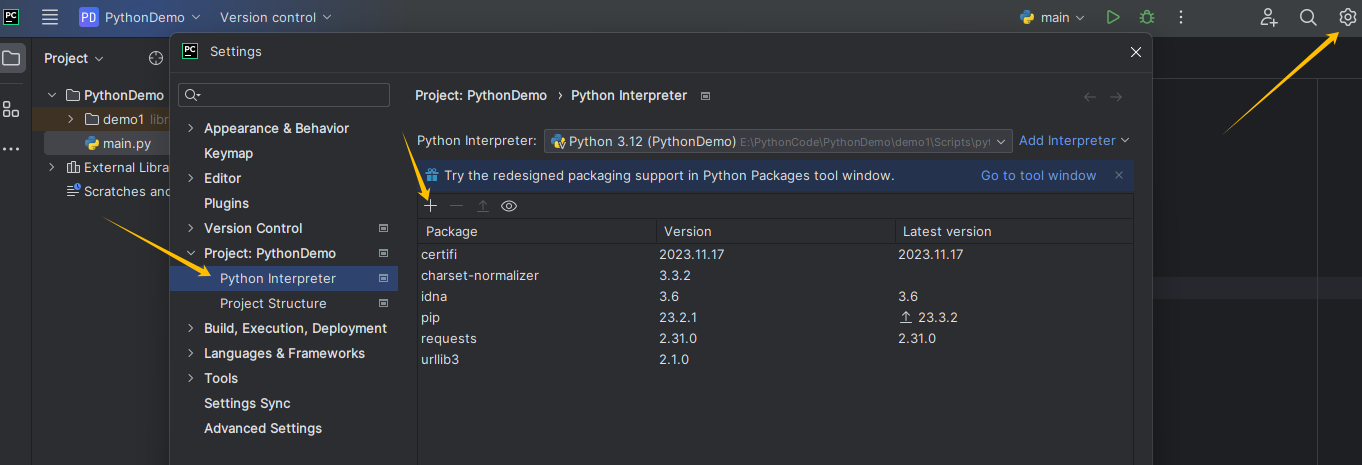 PC PD PythonDemo Version control main
Project
PC Settings
PythonDemo
demo1 libr
main.py
External Libra
Scratches and
Appearance & Behavior
Keymap
Editor
Plugins
Version Control
Project: PythonDemo
Python Interpreter
Project Structure
Build, Execution, Deployment
Languages & Frameworks
Tools
Settings Sync
Advanced Settings
Project: PythonDemo › Python Interpreter
Python Interpreter: Python 3.12 (PythonDemo) E:\PythonCode\PythonDemo\demo1\Scripts\pyt Add Interpreter
Try the redesigned packaging support in Python Packages tool window. Go to tool window
Package Version Latest version
certifi 2023.11.17 2023.11.17
charset-normalizer 3.3.2
idna 3.6 3.6
pip 23.2.1 23.3.2
requests 2.31.0 2.31.0
urllib3 2.1.0